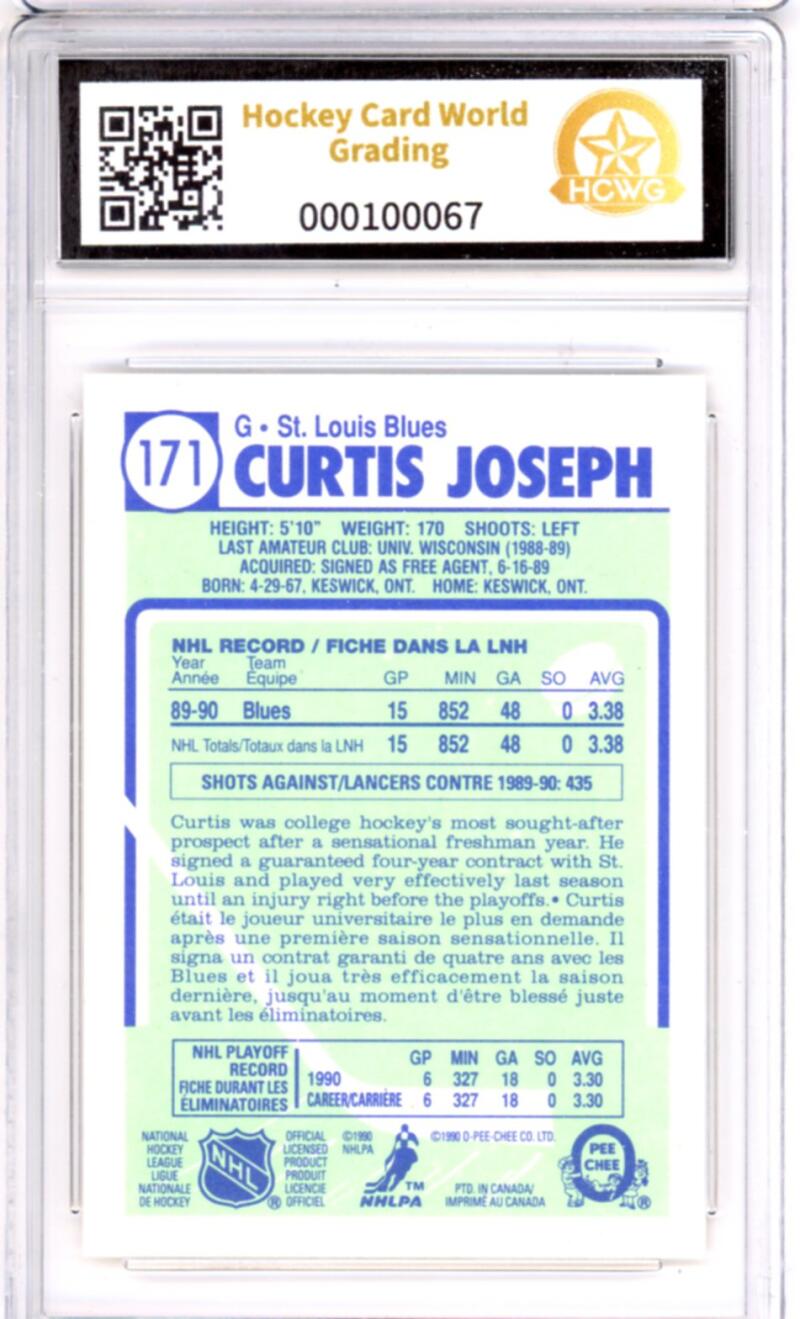 Hockey Card World
Grading
HCWG
000100067
171
G • St. Louis Blues
CURTIS JOSEPH
HEIGHT: 5'10" WEIGHT: 170 SHOOTS: LEFT
LAST AMATEUR CLUB: UNIV. WISCONSIN (1988-89)
ACQUIRED: SIGNED AS FREE AGENT, 6-16-89
BORN: 4-29-67, KESWICK, ONT. HOME: KESWICK, ONT.
NHL RECORD / FICHE DANS LA LNH
Year Team
Année Équipe GP MIN GA SO AVG
89-90 Blues 15 852 48 0 3.38
NHL Totals/Totaux dans la LNH 15 852 48 0 3.38
SHOTS AGAINST/LANCERS CONTRE 1989-90: 435
Curtis was college hockey's most sought-after
prospect after a sensational freshman year. He
signed a guaranteed four-year contract with St.
Louis and played very effectively last season
until an injury right before the playoffs.• Curtis
était le joueur universitaire le plus en demande
après une première saison sensationnelle. Il
signa un contrat garanti de quatre ans avec les
Blues et il joua très efficacement la saison
dernière, jusqu'au moment d'être blessé juste
avant les éliminatoires.
NHL PLAYOFF
RECORD
FICHE DURANT LES
ÉLIMINATOIRES
GP MIN GA SO AVG
1990 6 327 18 0 3.30
CAREER/CARRIÈRE 6 327 18 0 3.30
NATIONAL
HOCKEY
LEAGUE
LIGUE
NATIONALE
DE HOCKEY
NHL
®
OFFICIAL
LICENSED
PRODUCT
PRODUIT
LICENCIE
OFFICIEL
©1990
NHLPA
TM
NHLPA
©1990 O-PEE-CHEE CO. LTD.
PTD. IN CANADA/
IMPRIMÉ AU CANADA
PEE
CHEE
®